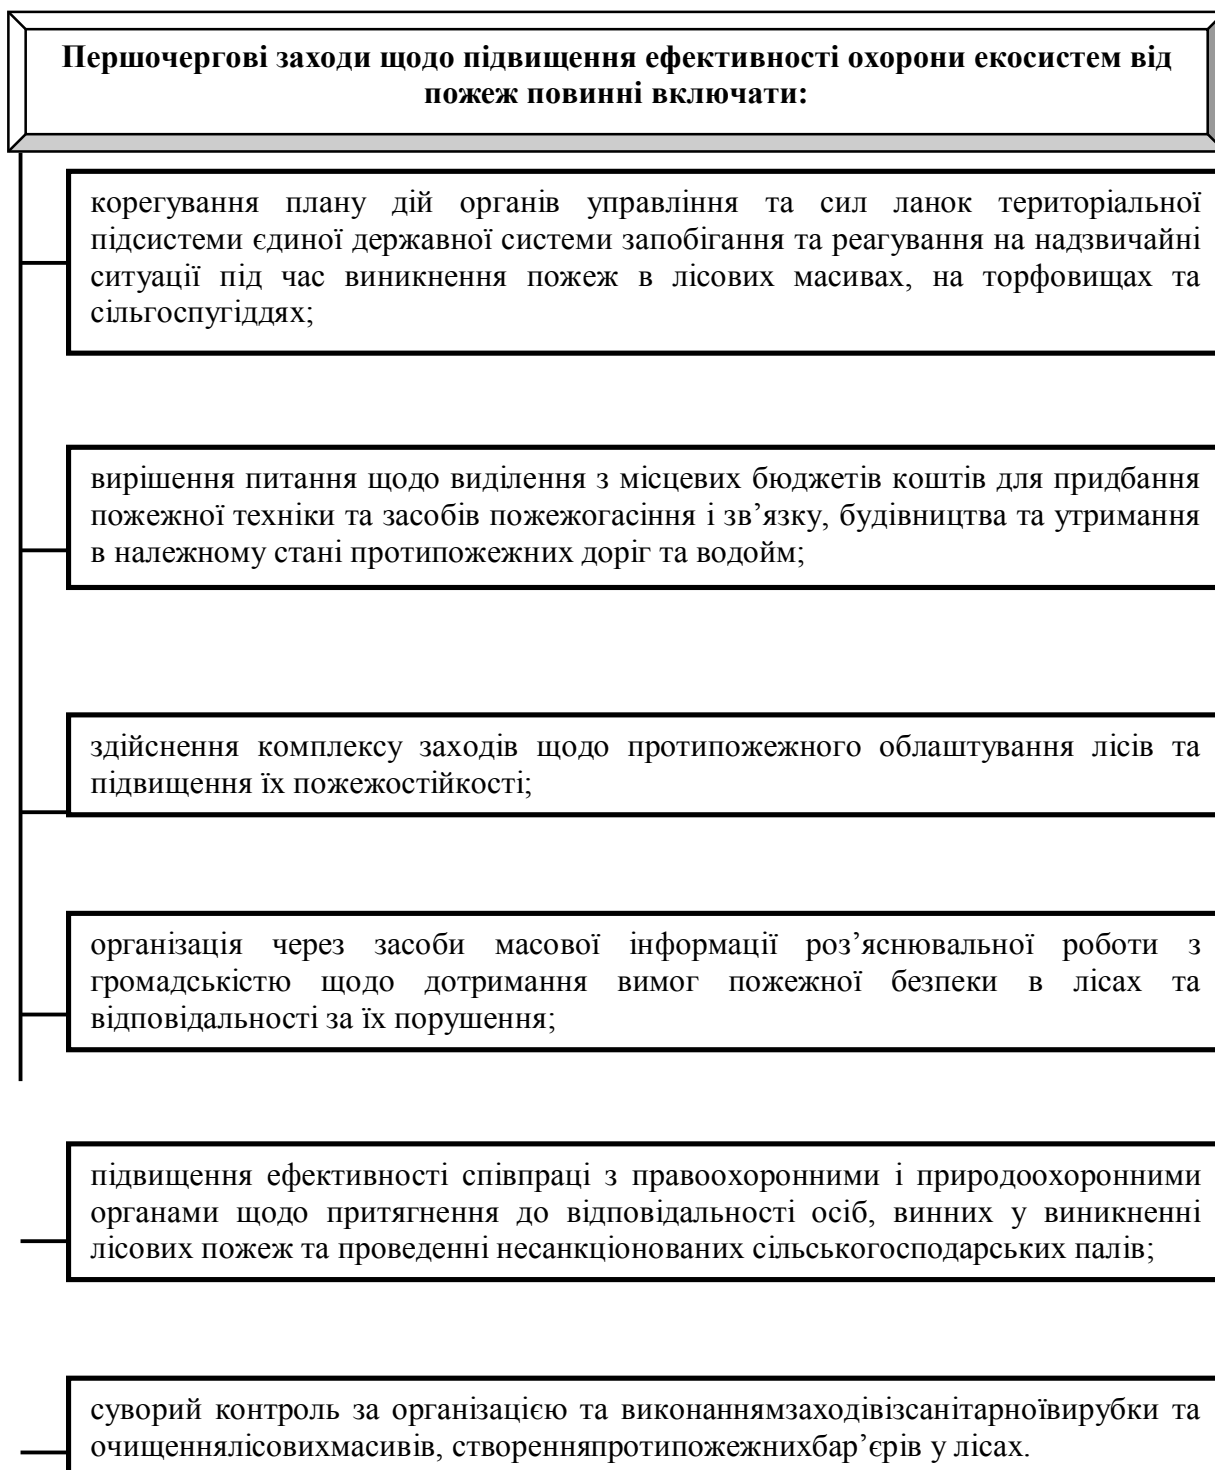 Першочергові заходи щодо підвищення ефективності охорони екосистем від
пожеж повинні включати:
корегування плану дій органів управління та сил ланок територіальної
підсистеми єдиної державної системи запобігання та реагування на надзвичайні
ситуації під час виникнення пожеж в лісових масивах, на торфовищах та
сільгоспугіддях;
вирішення питання щодо виділення з місцевих бюджетів коштів для придбання
пожежної техніки та засобів пожежогасіння і зв’язку, будівництва та утримання
в належному стані протипожежних доріг та водойм;
здійснення комплексу заходів щодо протипожежного облаштування лісів та
підвищення їх пожежостійкості;
організація через засоби масової інформації роз’яснювальної роботи з
громадськістю щодо дотримання вимог пожежної безпеки в лісах та
відповідальності за їх порушення;
підвищення ефективності співпраці з правоохоронними і природоохоронними
органами щодо притягнення до відповідальності осіб, винних у виникненні
лісових пожеж та проведенні несанкціонованих сільськогосподарських палів;
суворий контроль за організацією та виконаннямзаходівізсанітарноївирубки та
очищеннялісовихмасивів, створенняпротипожежнихбар’єрів у лісах.